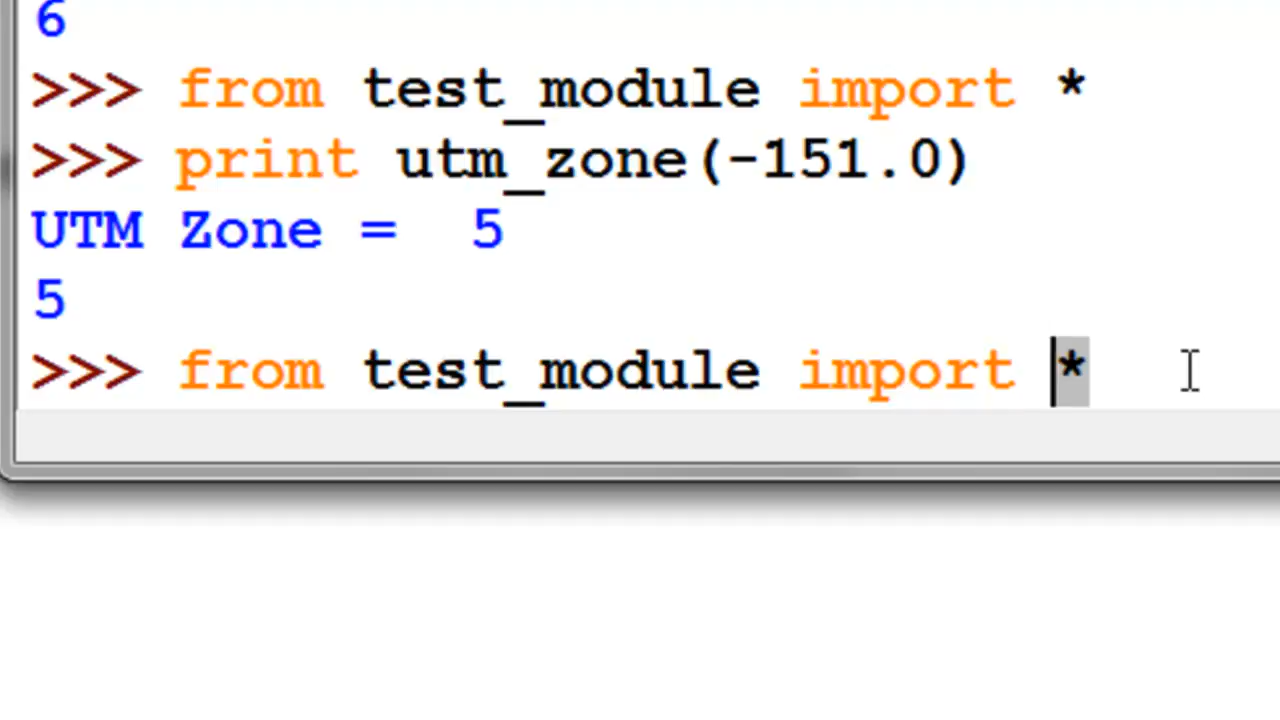 6
>>> from test_module import *
>>> print utm_zone(-151.0)
UTM Zone =  5
5
>>> from test_module import *